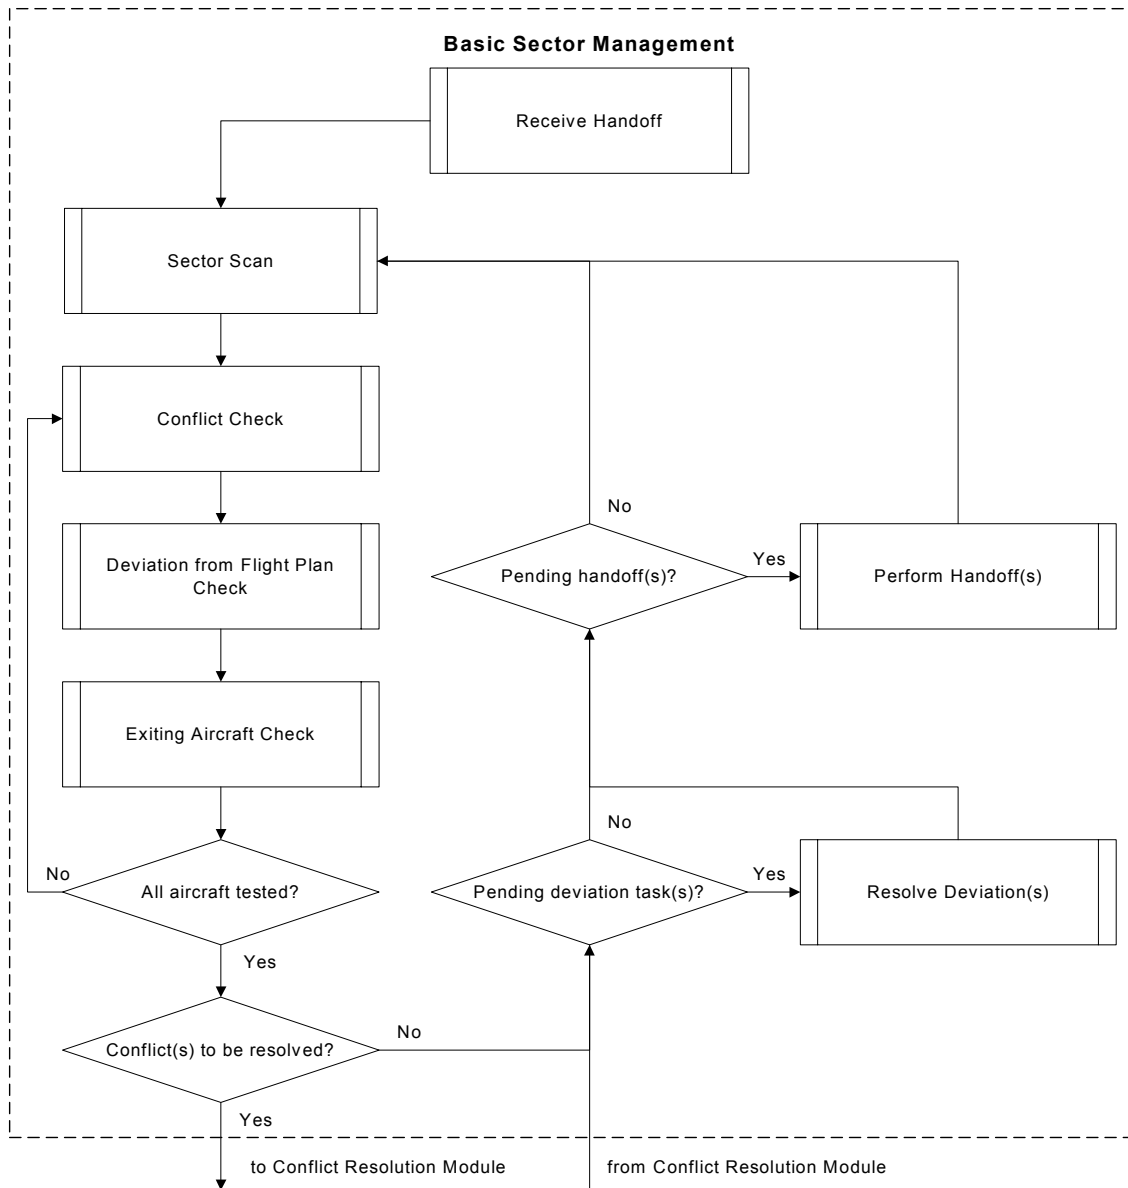 Basic Sector Management
Receive Handoff
Sector Scan
Conflict Check
No
Deviation from Flight Plan
Check
Pending handoff(s)?
Yes
Perform Handoff(s)
Exiting Aircraft Check
No
No
All aircraft tested?
Pending deviation task(s)?
Yes
Resolve Deviation(s)
Yes
No
Conflict(s) to be resolved?
Yes
to Conflict Resolution Module
from Conflict Resolution Module